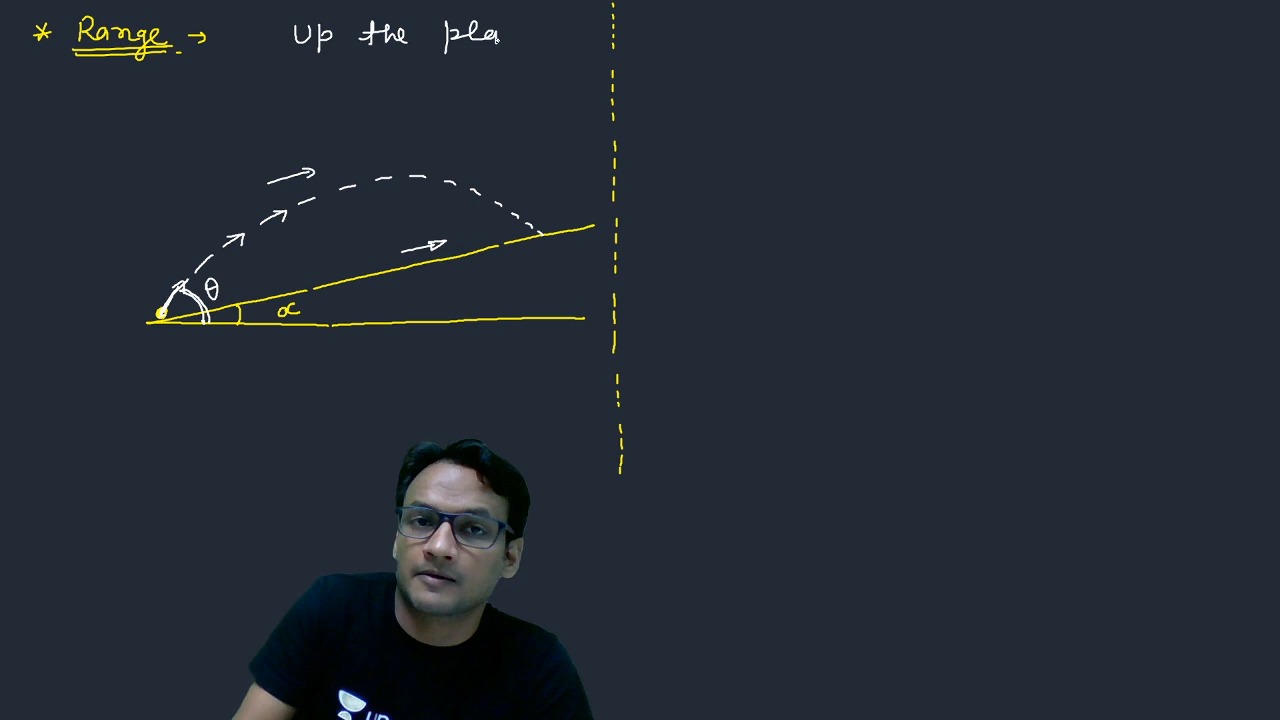 * Range → Up the pla
θ
α